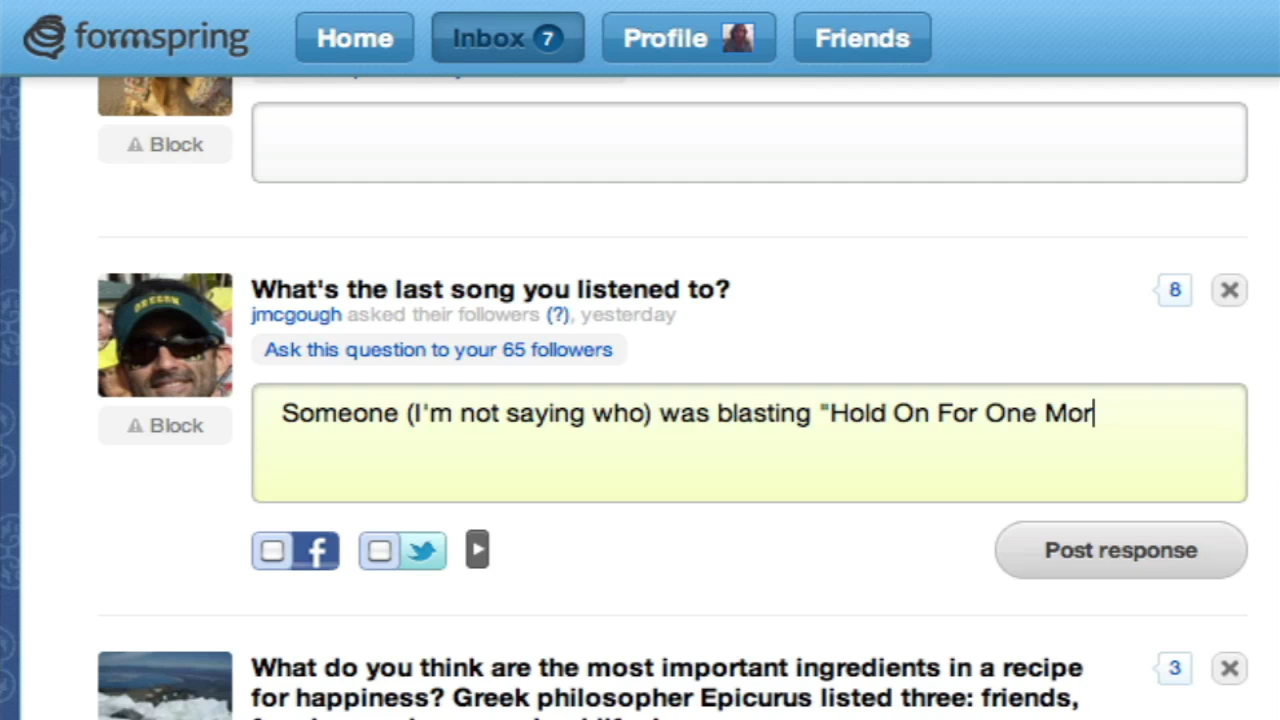 formspring
Home
Inbox 7
Profile
Friends
Block
What's the last song you listened to?
8
jmcgough asked their followers (?), yesterday
Ask this question to your 65 followers
OREGON
Someone (I'm not saying who) was blasting "Hold On For One Mor
Block
f
Post response
What do you think are the most important ingredients in a recipe
3
for happiness? Greek philosopher Epicurus listed three: friends,